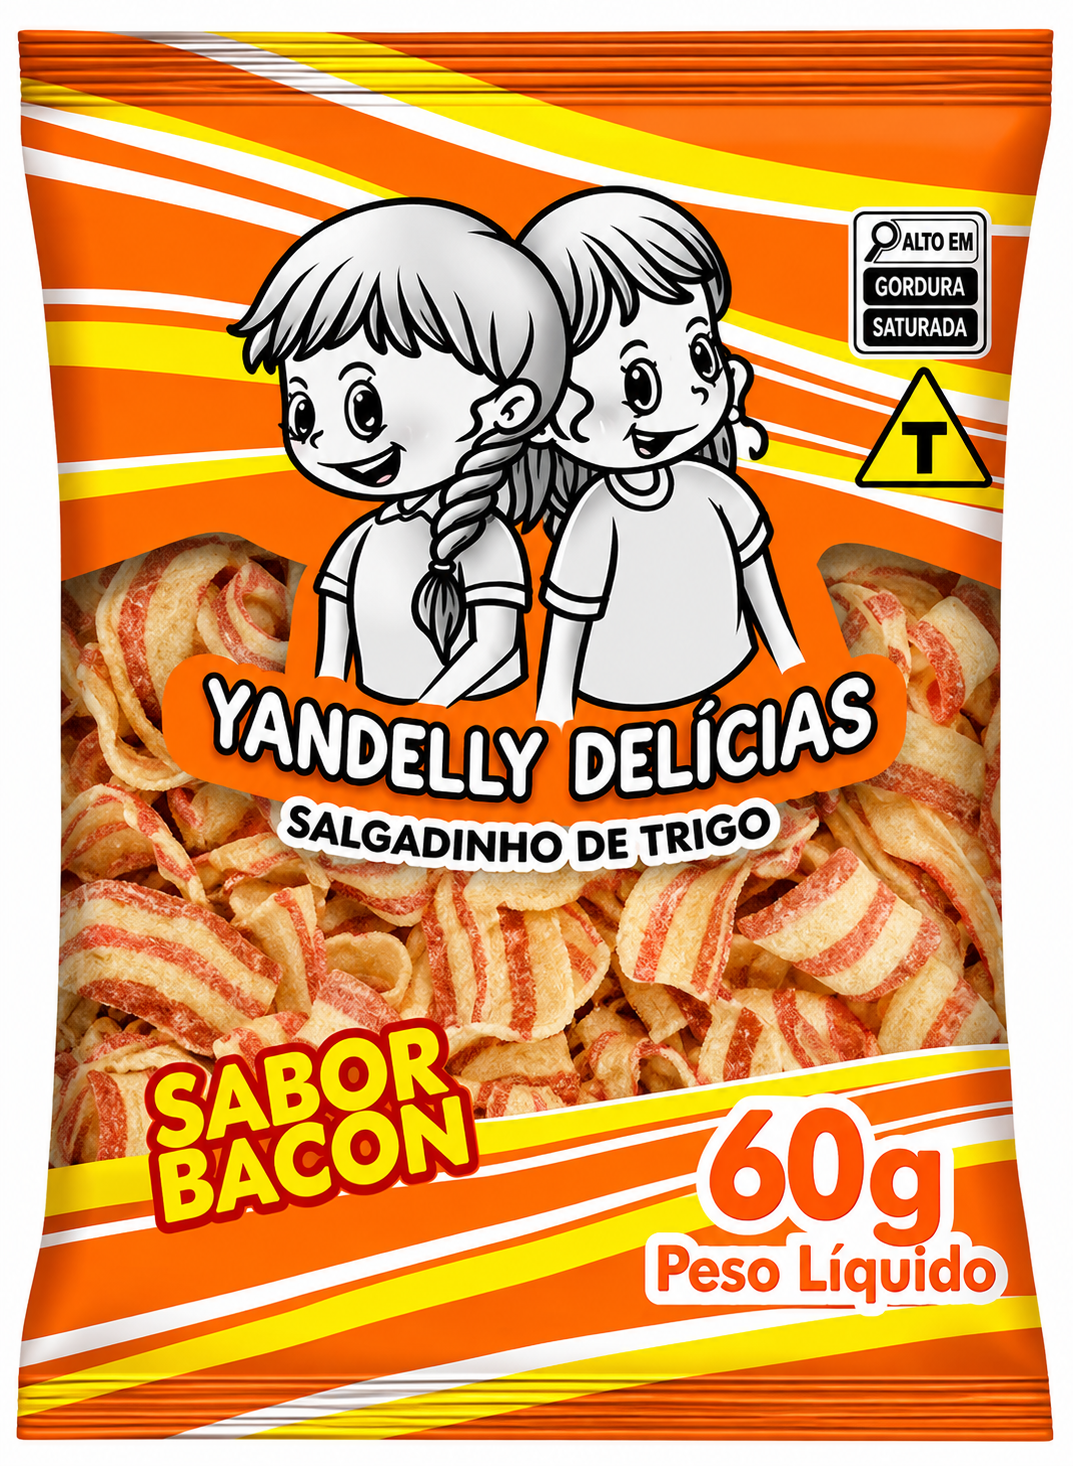 ALTO EM
GORDURA
SATURADA
T
YANDELLY DELÍCIAS
SALGADINHO DE TRIGO
SABOR
BACON
60g
Peso Líquido